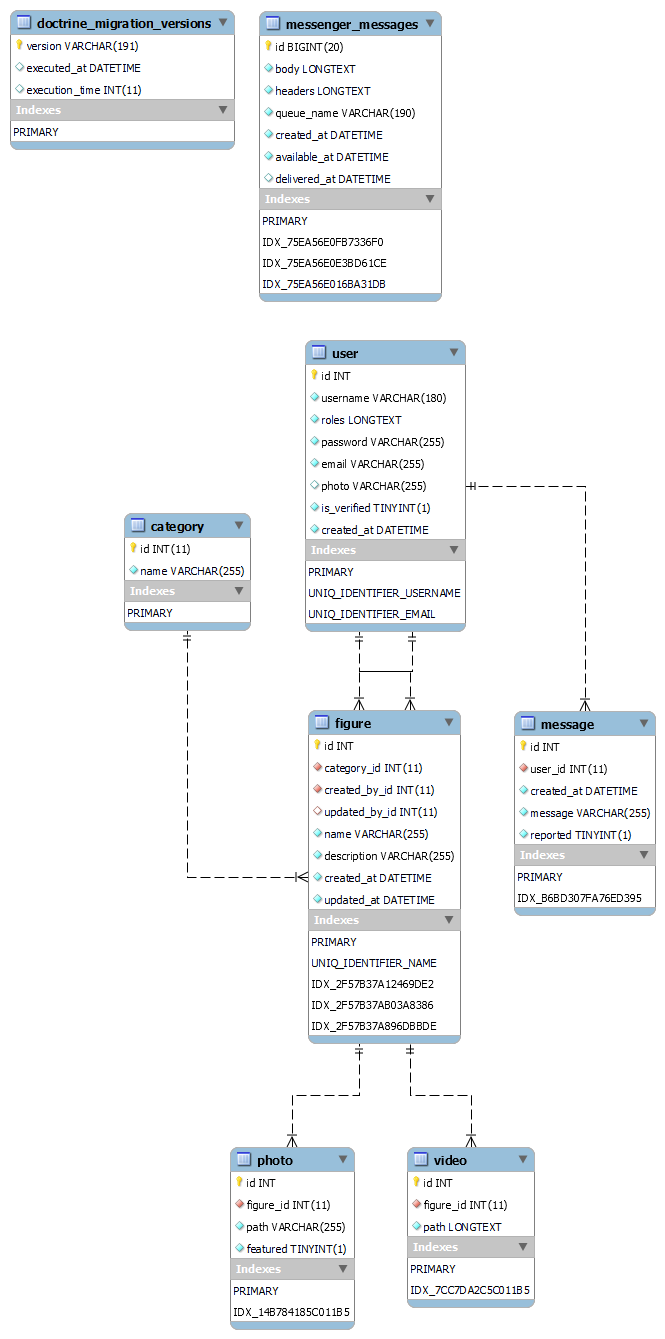 doctrine_migration_versions
version VARCHAR(191)
executed_at DATETIME
execution_time INT(11)
Indexes
PRIMARY
messenger_messages
id BIGINT(20)
body LONGTEXT
headers LONGTEXT
queue_name VARCHAR(190)
created_at DATETIME
available_at DATETIME
delivered_at DATETIME
Indexes
PRIMARY
IDX_75EA56E0FB7336F0
IDX_75EA56E0E3BD61CE
IDX_75EA56E016BA31DB
user
id INT
username VARCHAR(180)
roles LONGTEXT
password VARCHAR(255)
email VARCHAR(255)
photo VARCHAR(255)
is_verified TINYINT(1)
created_at DATETIME
Indexes
PRIMARY
UNIQ_IDENTIFIER_USERNAME
UNIQ_IDENTIFIER_EMAIL
category
id INT(11)
name VARCHAR(255)
Indexes
PRIMARY
figure
id INT
category_id INT(11)
created_by_id INT(11)
updated_by_id INT(11)
name VARCHAR(255)
description VARCHAR(255)
created_at DATETIME
updated_at DATETIME
Indexes
PRIMARY
UNIQ_IDENTIFIER_NAME
IDX_2F57B37A12469DE2
IDX_2F57B37AB03A8386
IDX_2F57B37A896DBBDE
message
id INT
user_id INT(11)
created_at DATETIME
message VARCHAR(255)
reported TINYINT(1)
Indexes
PRIMARY
IDX_B6BD307FA76ED395
photo
id INT
figure_id INT(11)
path VARCHAR(255)
featured TINYINT(1)
Indexes
PRIMARY
IDX_14B784185C011B5
video
id INT
figure_id INT(11)
path LONGTEXT
Indexes
PRIMARY
IDX_7CC7DA2C5C011B5